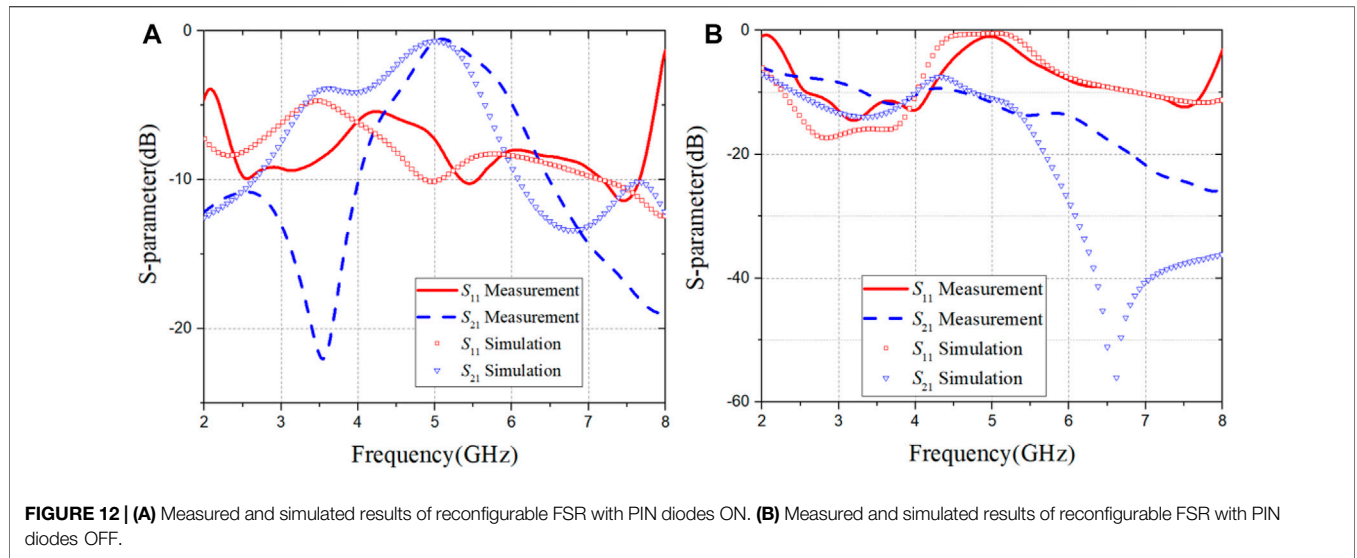 A
0
-10
-20
S-parameter(dB)
S11 Measurement
S21 Measurement
S11 Simulation
S21 Simulation
2 3 4 5 6 7 8
Frequency(GHz)
B
0
-20
-40
-60
S-parameter(dB)
S11 Measurement
S21 Measurement
S11 Simulation
S21 Simulation
2 3 4 5 6 7 8
Frequency(GHz)
FIGURE 12 | (A) Measured and simulated results of reconfigurable FSR with PIN diodes ON. (B) Measured and simulated results of reconfigurable FSR with PIN
diodes OFF.